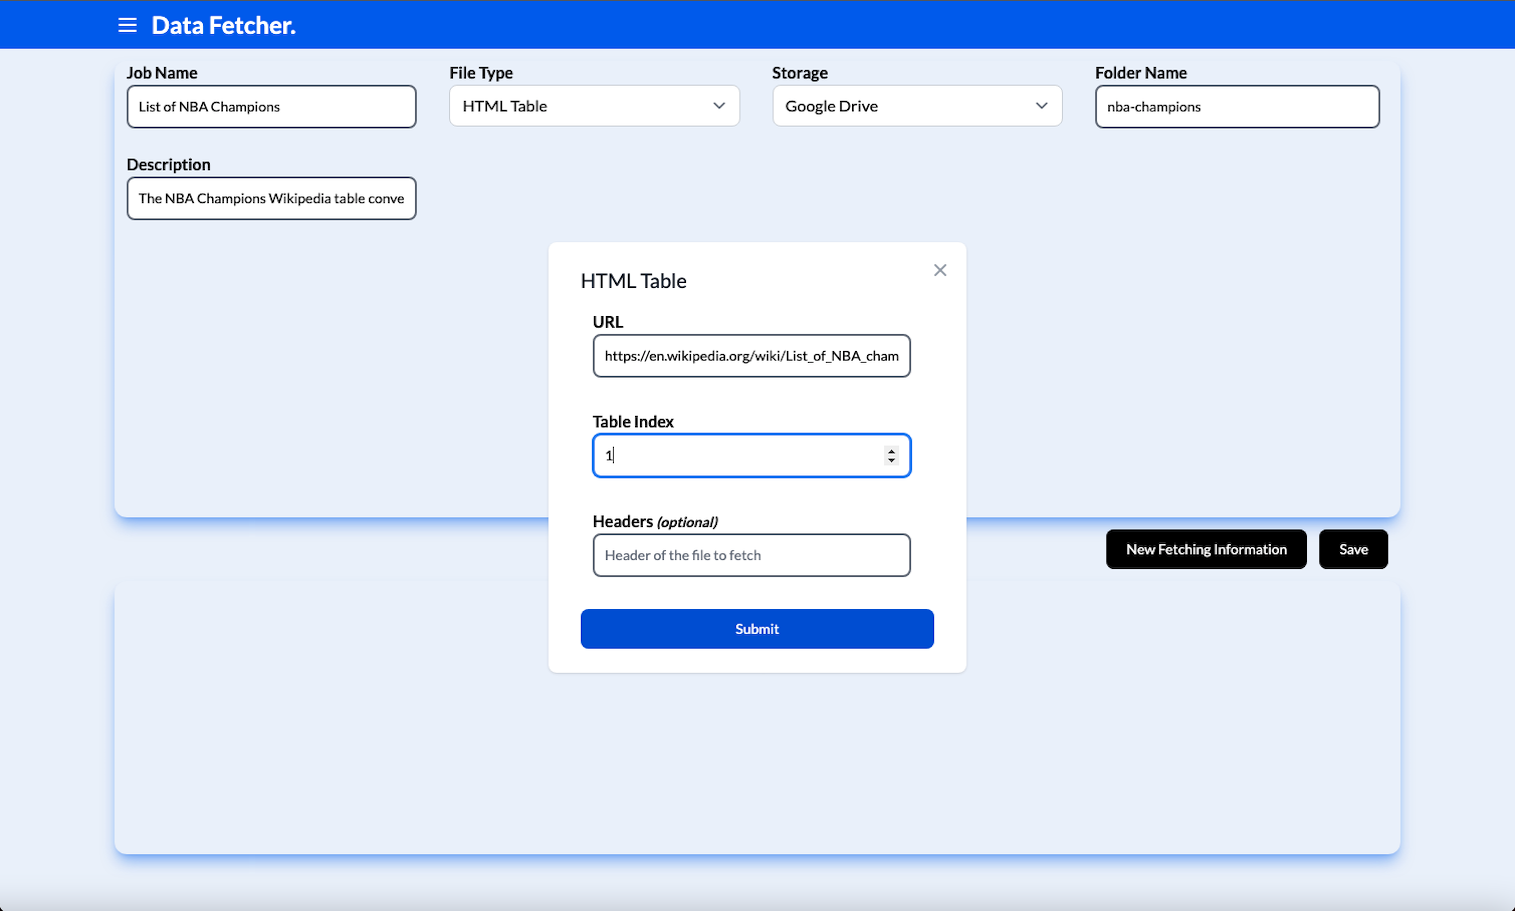 Data Fetcher.
Job Name
File Type
Storage
Folder Name
List of NBA Champions
HTML Table
Google Drive
nba-champions
Description
The NBA Champions Wikipedia table conve
HTML Table
URL
https://en.wikipedia.org/wiki/List_of_NBA_cham
Table Index
1
Headers (optional)
Header of the file to fetch
New Fetching Information
Save
Submit